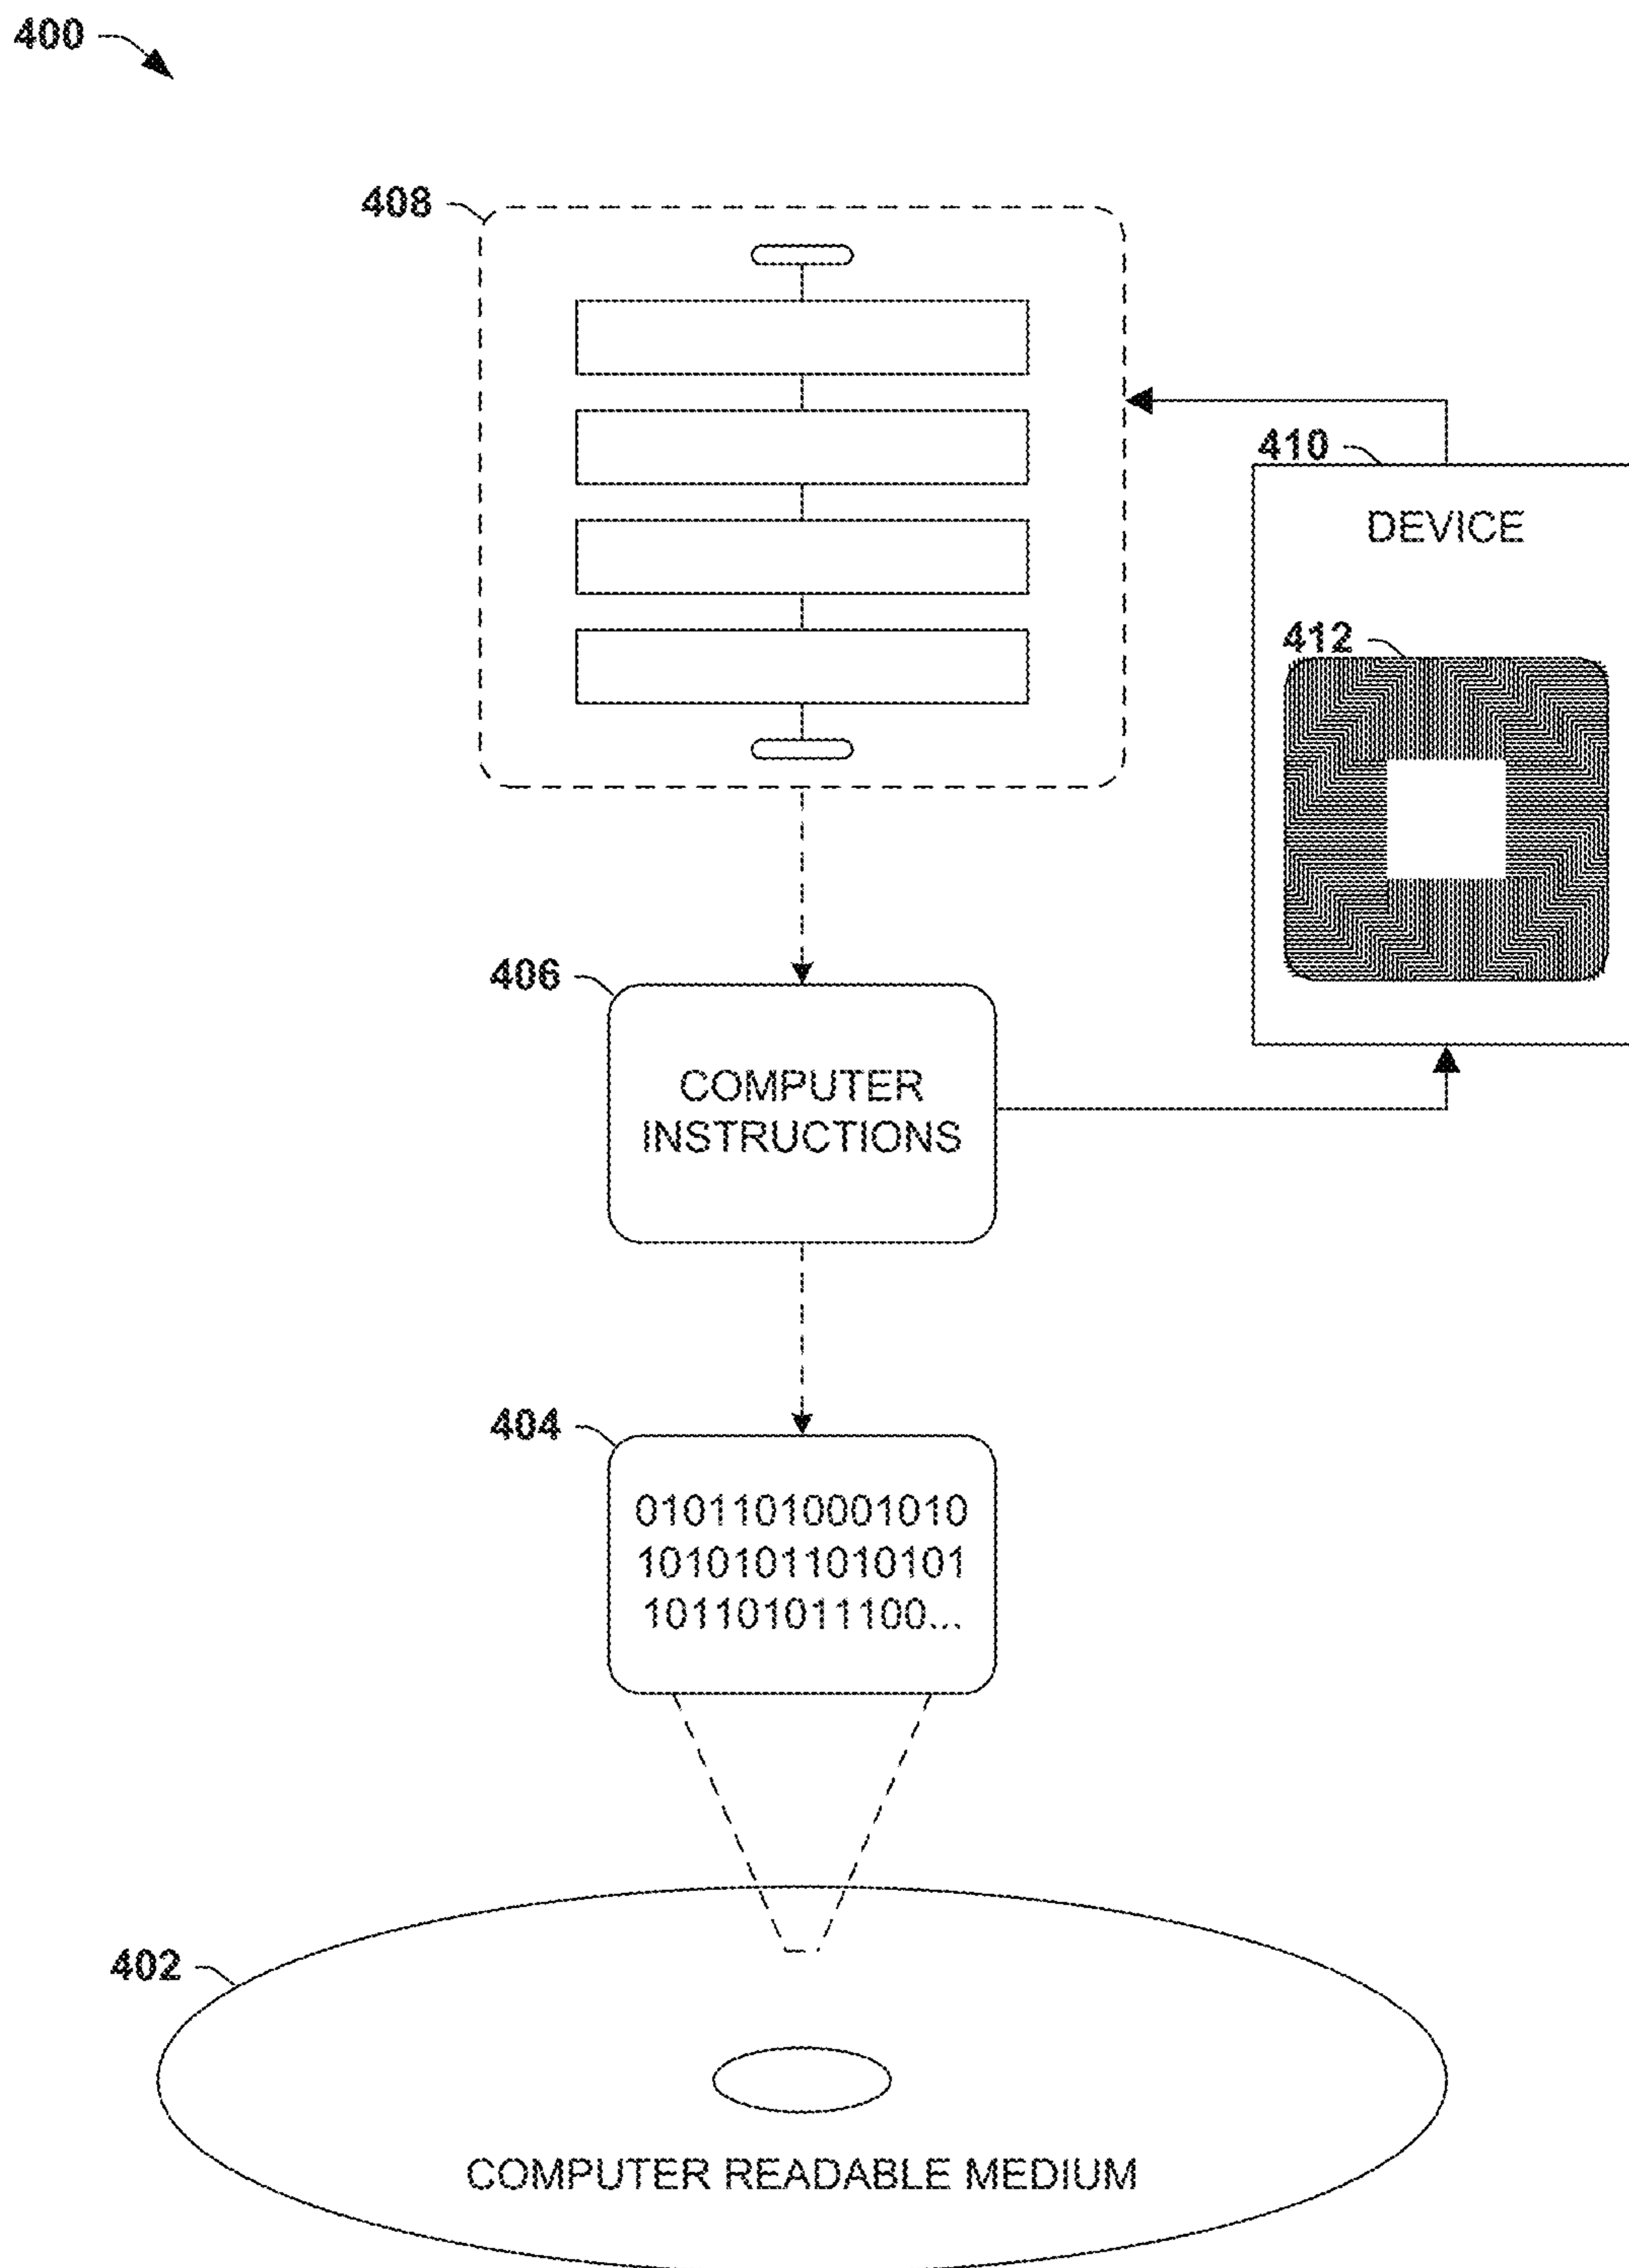 400
408
410
DEVICE
412
406
COMPUTER
INSTRUCTIONS
404
01011010001010
10101011010101
101101011100...
402
COMPUTER READABLE MEDIUM